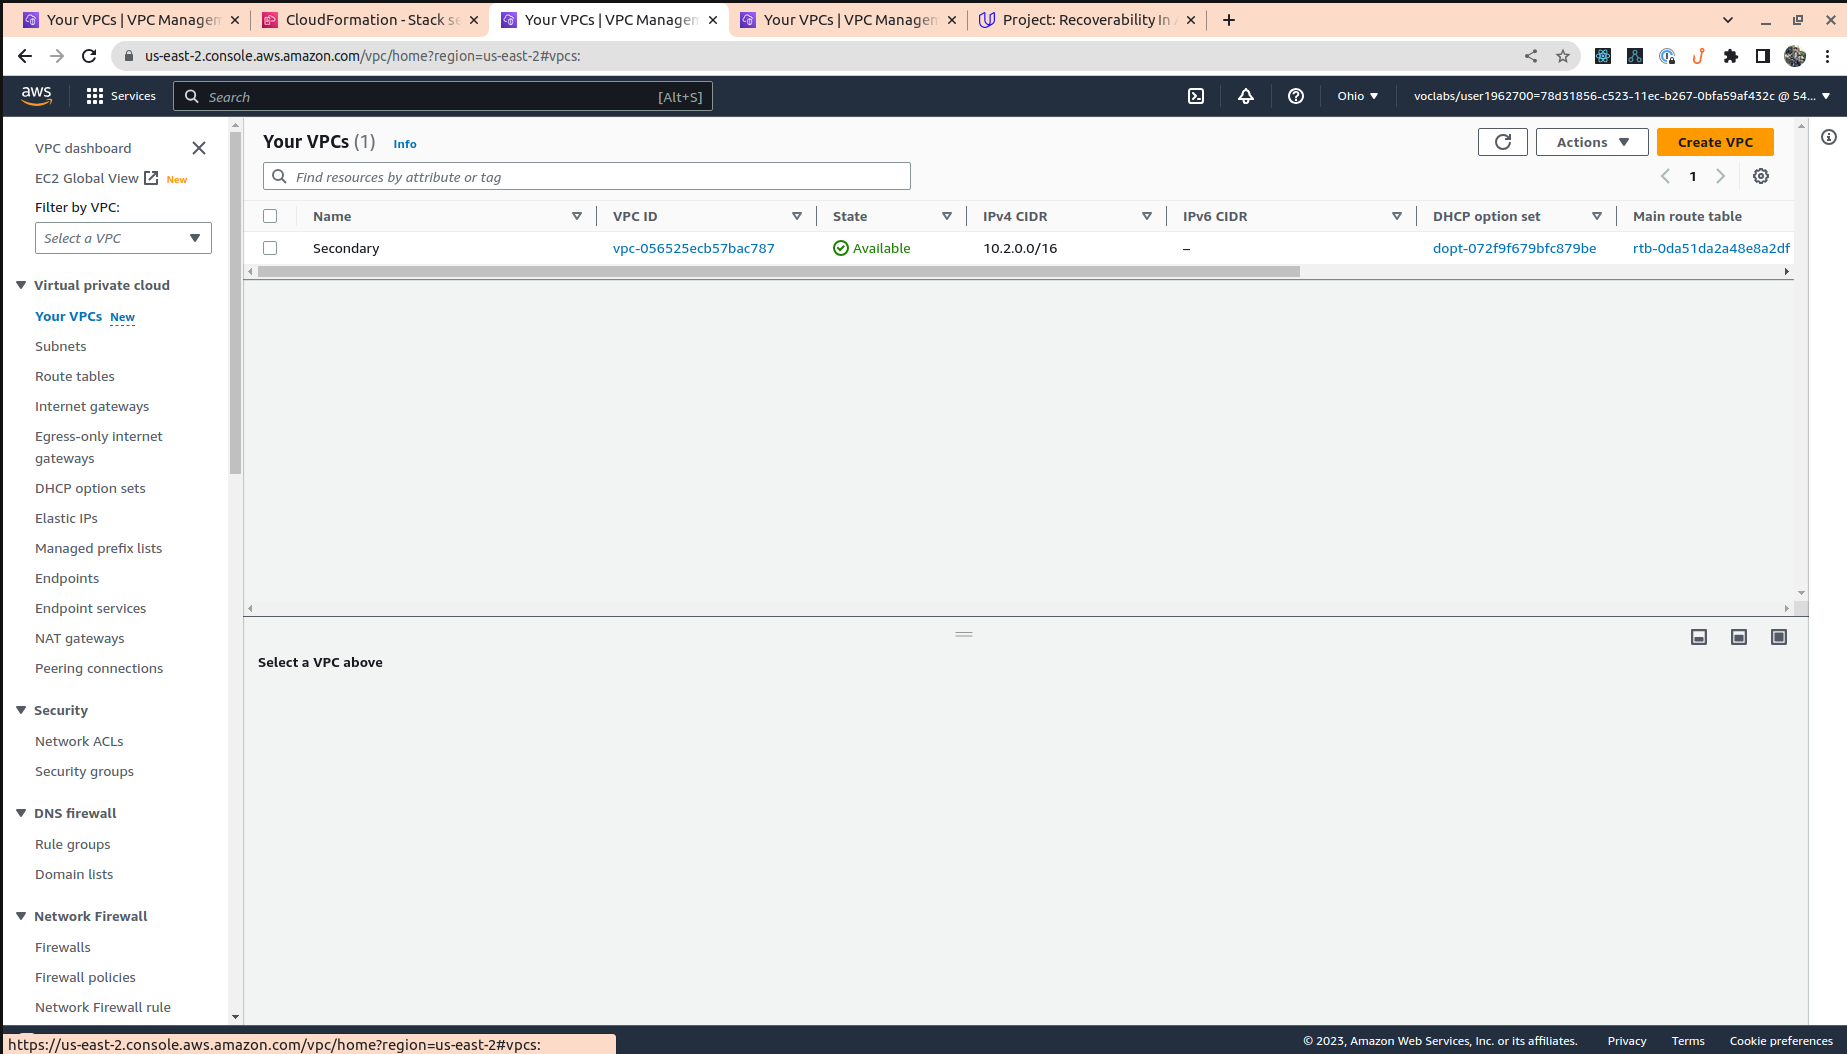 Your VPCs | VPC Managen
CloudFormation - Stack se
Your VPCs | VPC Managen
Your VPCs | VPC Managen
Project: Recoverability In
us-east-2.console.aws.amazon.com/vpc/home?region=us-east-2#vpcs:
aws
Services
Search
[Alt+S]
Ohio
voclabs/user1962700=78d31856-c523-11ec-b267-0bfa59af432c @ 54...
VPC dashboard
EC2 Global View New
Filter by VPC:
Select a VPC
Virtual private cloud
Your VPCs New
Subnets
Route tables
Internet gateways
Egress-only internet
gateways
DHCP option sets
Elastic IPs
Managed prefix lists
Endpoints
Endpoint services
NAT gateways
Peering connections
Security
Network ACLs
Security groups
DNS firewall
Rule groups
Domain lists
Network Firewall
Firewalls
Firewall policies
Network Firewall rule
Your VPCs (1) Info
Actions
Create VPC
Find resources by attribute or tag
1
Name VPC ID State IPv4 CIDR IPv6 CIDR DHCP option set Main route table
Secondary vpc-056525ecb57bac787 Available 10.2.0.0/16 – dopt-072f9f679bfc879be rtb-0da51da2a48e8a2df
Select a VPC above
https://us-east-2.console.aws.amazon.com/vpc/home?region=us-east-2#vpcs:
© 2023, Amazon Web Services, Inc. or its affiliates. Privacy Terms Cookie preferences